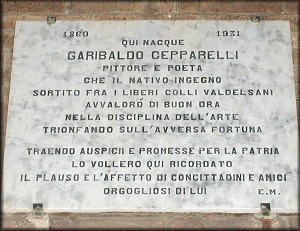 1860 1931
QUI NACQUE
GARIBALDO CEPPARELLI
PITTORE E POETA
CHE IL NATIVO INGEGNO
SORTITO FRA I LIBERI COLLI VALDELSANI
AVVALORÒ DI BUON ORA
NELLA DISCIPLINA DELL'ARTE
TRIONFANDO SULL'AVVERSA FORTUNA
TRAENDO AUSPICII E PROMESSE PER LA PATRIA
LO VOLLERO QUI RICORDATO
IL PLAUSO E L'AFFETTO DI CONCITTADINI E AMICI
ORGOGLIOSI DI LUI E.M.